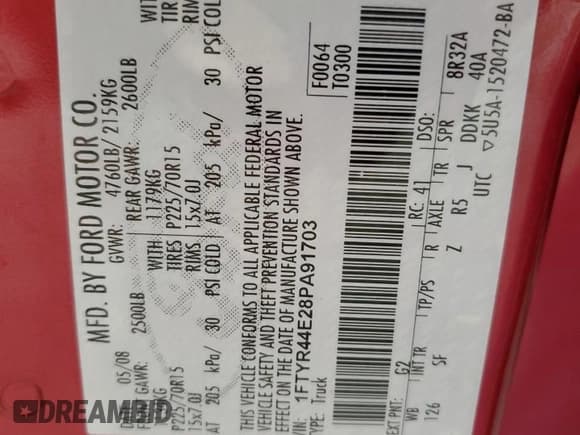 MFD. BY FORD MOTOR CO.
05/08 GVWR: 4760LB/ 2159KG
GAWR: 2500LB REAR GAWR: 2600LB
WITH 1179KG WIT
P225/70R15 TIRES P225/70R15 TIR
15x7.0J RIMS 15x7.0J RIM
AT 205 kPa/ 30 PSI COLD AT 205 kPa/ 30 PSI CO
THIS VEHICLE CONFORMS TO ALL APPLICABLE FEDERAL MOTOR
VEHICLE SAFETY AND THEFT PREVENTION STANDARDS IN
EFFECT ON THE DATE OF MANUFACTURE SHOWN ABOVE.
VIN: 1FTYR44E28PA91703
TYPE: Truck
F0064
T0300
EXT PNT: G2 RC: 41 DSO:
WB INT TR TP/PS R AXLE TR SPR
126 SF Z R5 J DDKK 8R32A
40A
UTC ▽5U5A-1520472-BA
DREAMBID